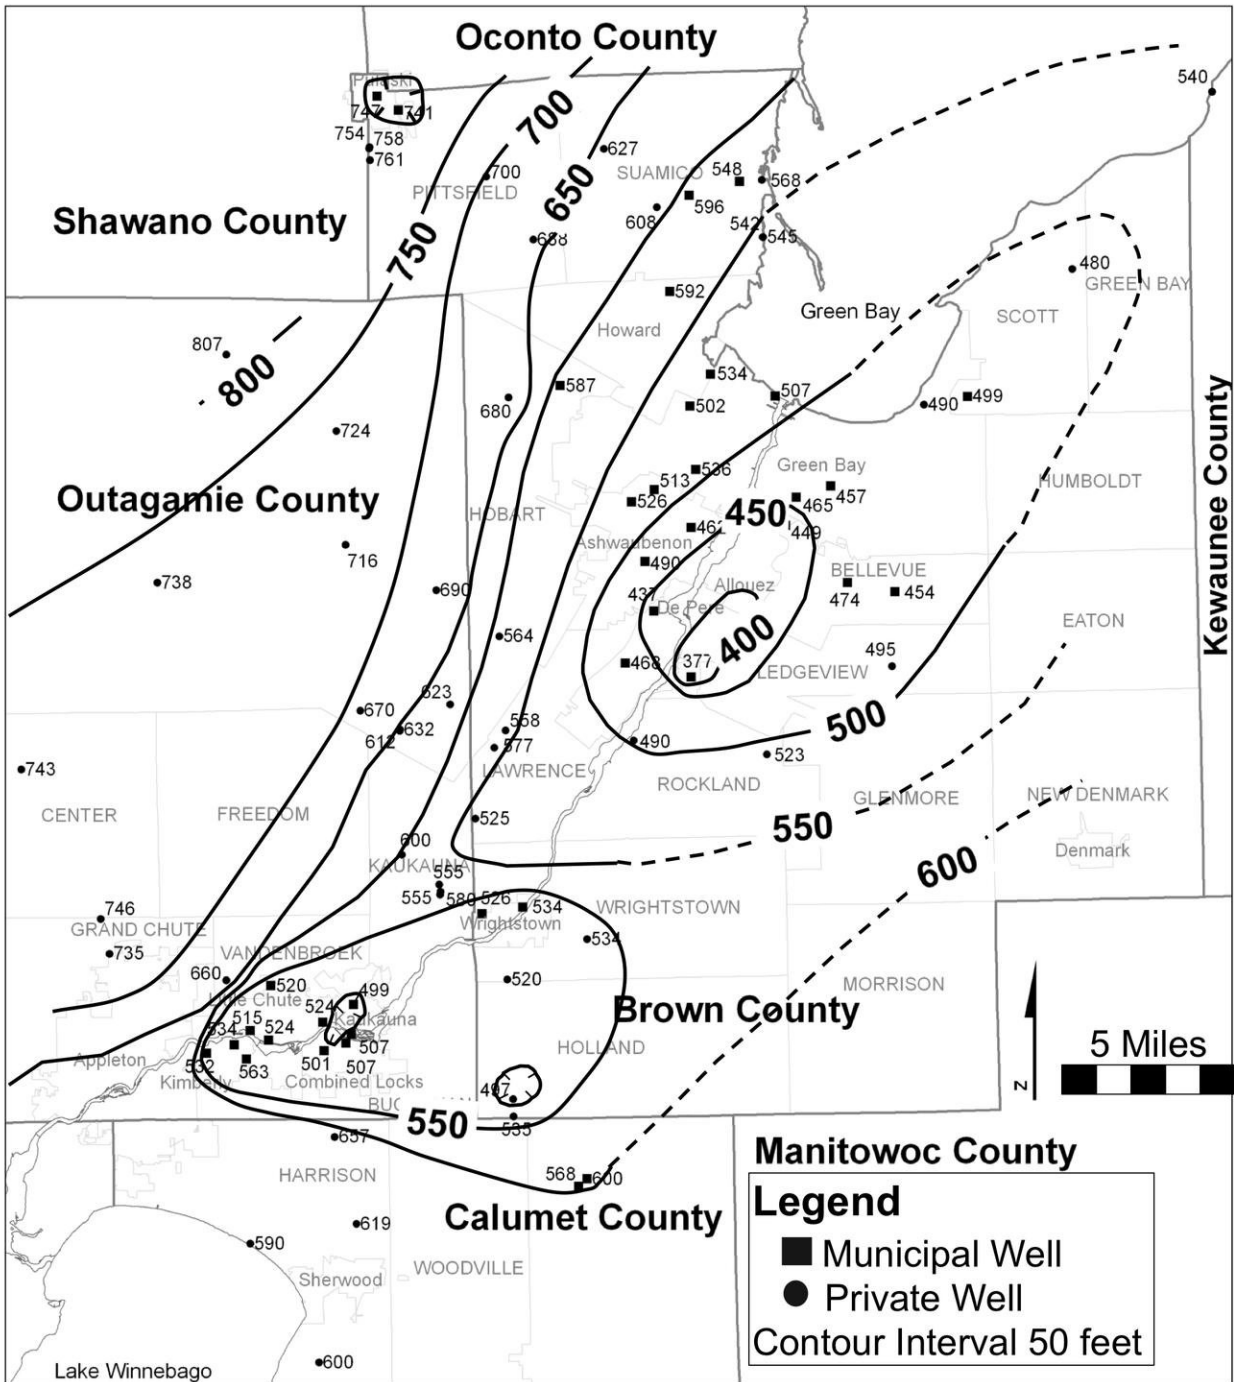 Oconto County
Pulaski
747
741
754
758
761
700
PITTSFIELD
700
650
627
SUAMICO
548
568
596
608
542
545
540
Shawano County
750
688
592
Howard
Green Bay
480
GREEN BAY
SCOTT
807
800
587
534
507
502
680
490
499
724
Kewaunee County
Outagamie County
536
Green Bay
513
526
457
465
HUMBOLDT
HOBART
450
449
Ashwaubenon
716
490
738
690
437
De Pere
Allouez
BELLEVUE
474
454
EATON
564
400
468
377
495
LEDGEVIEW
623
670
632
612
558
577
500
490
523
743
LAWRENCE
ROCKLAND
CENTER
FREEDOM
GLENMORE
NEW DENMARK
525
550
Denmark
600
KAUKAUNA
600
555
555
580
526
534
WRIGHTSTOWN
Wrightstown
746
GRAND CHUTE
735
VANDENBROEK
534
660
520
520
MORRISON
Little Chute
499
524
Kaukauna
Brown County
515
534
524
507
HOLLAND
5 Miles
Appleton
532
Kimberly
563
501
507
Combined Locks
497
N
550
535
657
HARRISON
568
600
Manitowoc County
Calumet County
Legend
Municipal Well
Private Well
Contour Interval 50 feet
619
590
Sherwood
WOODVILLE
600
Lake Winnebago